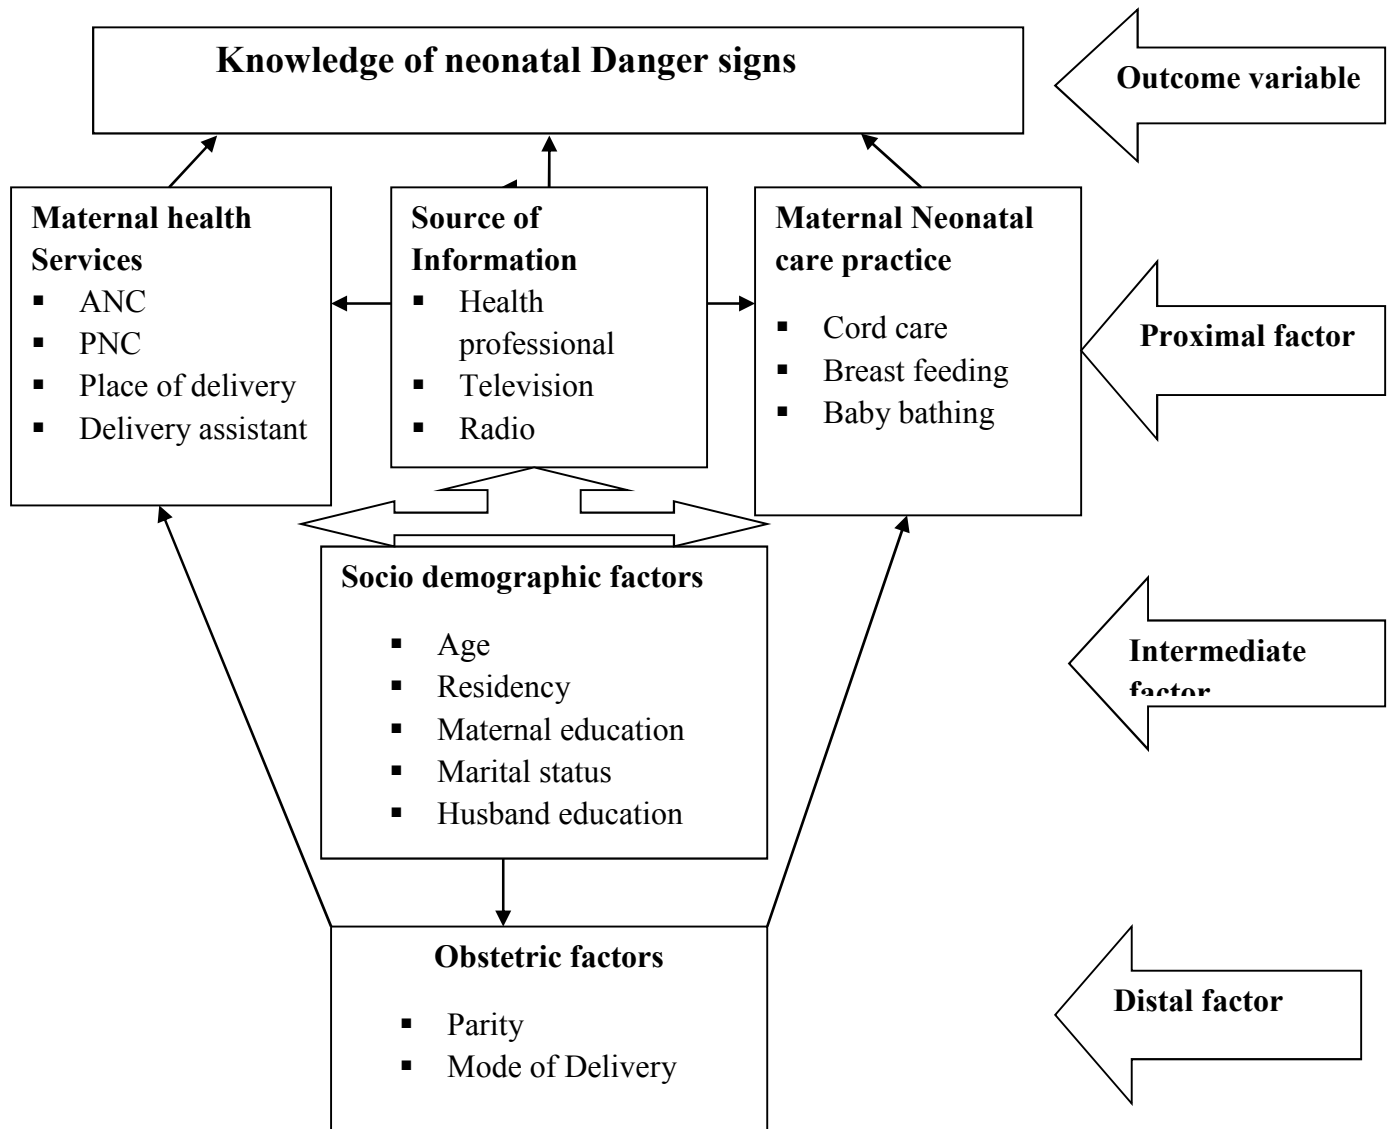 Knowledge of neonatal Danger signs
Outcome variable
Maternal health
Services
▪ ANC
▪ PNC
▪ Place of delivery
▪ Delivery assistant
Source of
Information
▪ Health
professional
▪ Television
▪ Radio
Maternal Neonatal
care practice
▪ Cord care
▪ Breast feeding
▪ Baby bathing
Proximal factor
Socio demographic factors
▪ Age
▪ Residency
▪ Maternal education
▪ Marital status
▪ Husband education
Intermediate
factor
Obstetric factors
▪ Parity
▪ Mode of Delivery
Distal factor